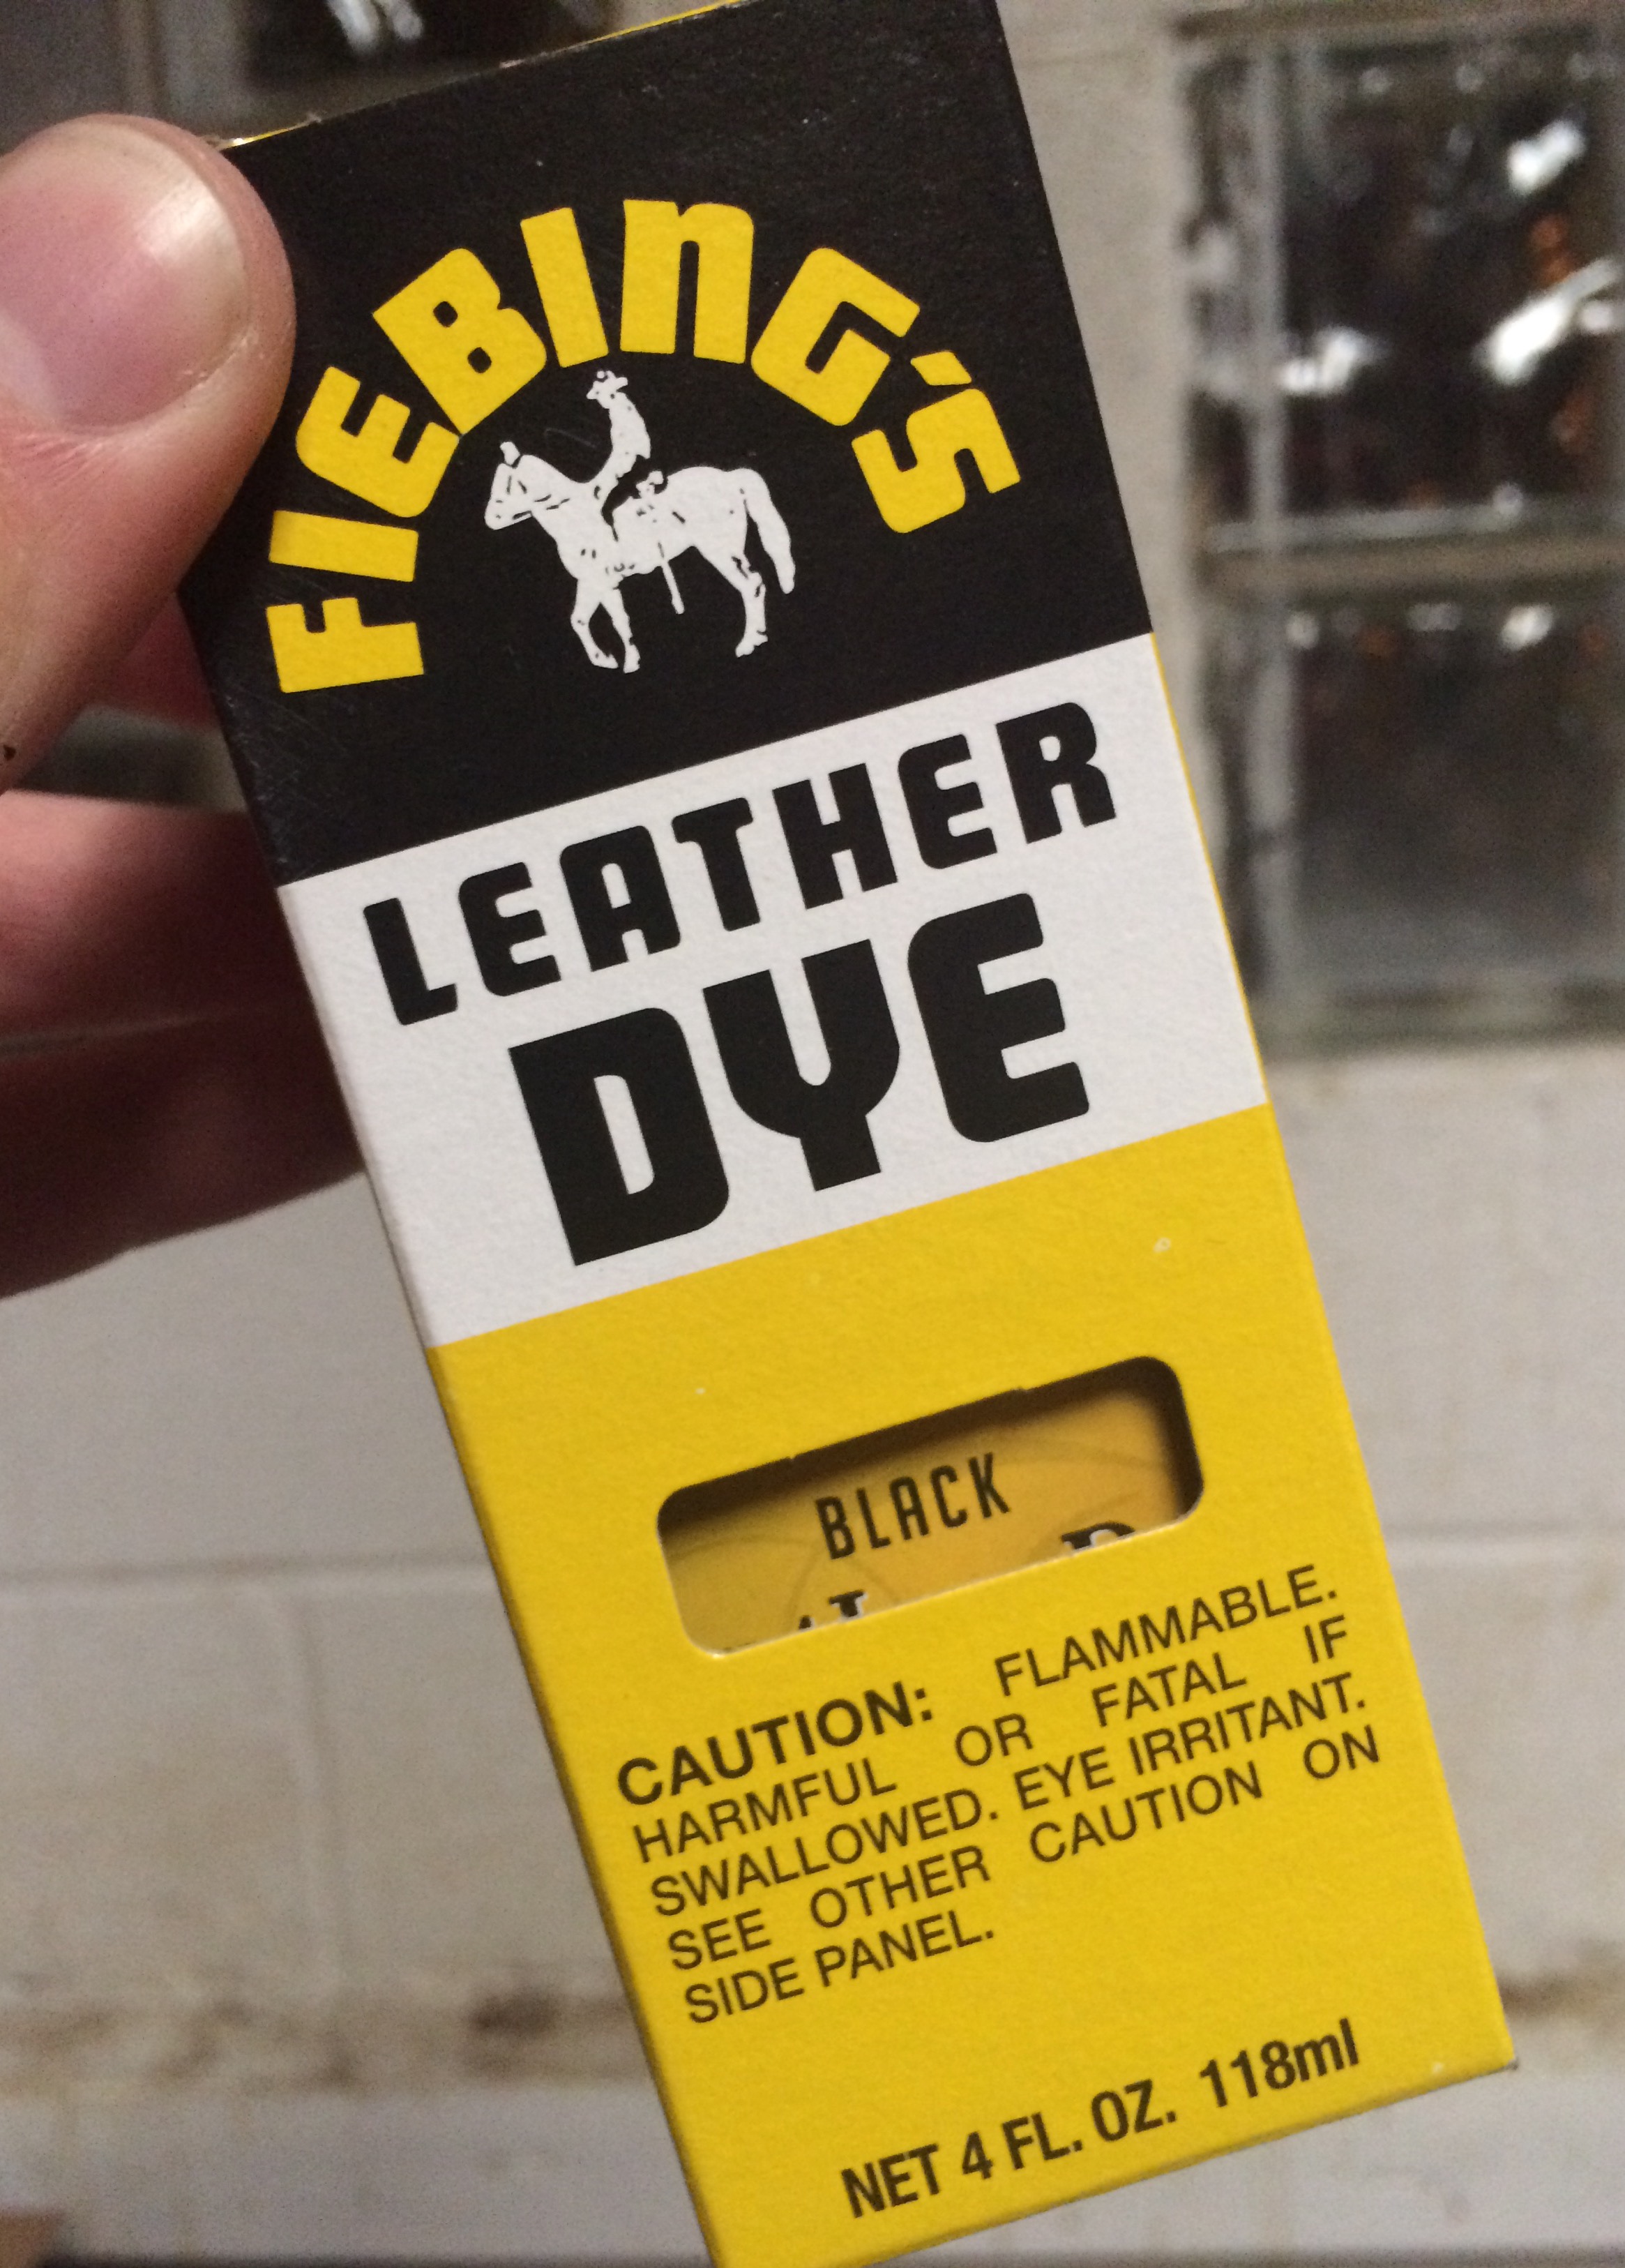 FIEBING'S
LEATHER
DYE
BLACK
CAUTION: FLAMMABLE.
HARMFUL OR FATAL IF
SWALLOWED. EYE IRRITANT.
SEE OTHER CAUTION ON
SIDE PANEL.
NET 4 FL. OZ. 118ml